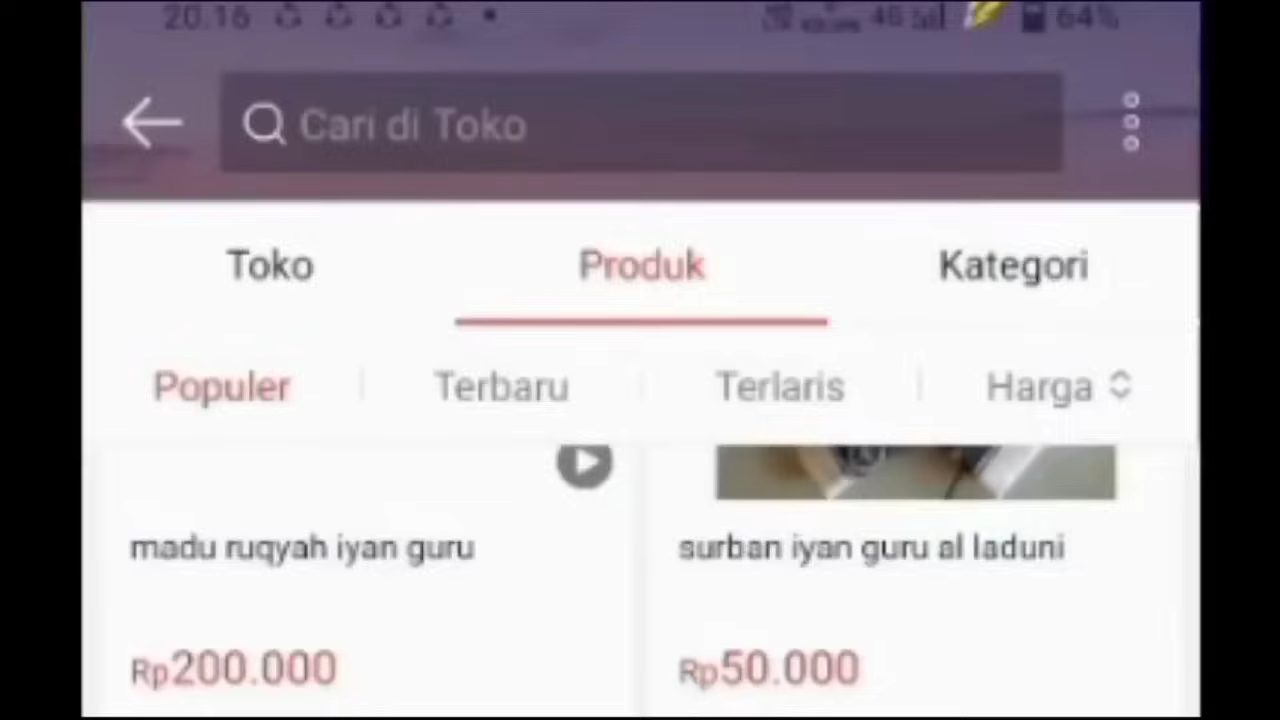 20.16 4G 64%
Cari di Toko
Toko Produk Kategori
Populer Terbaru Terlaris Harga
madu ruqyah iyan guru
surban iyan guru al laduni
Rp200.000
Rp50.000